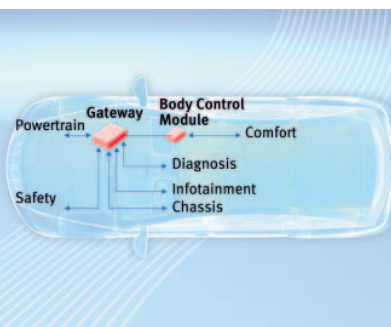 Gateway
Body Control
Module
Powertrain
Comfort
Diagnosis
Infotainment
Safety
Chassis